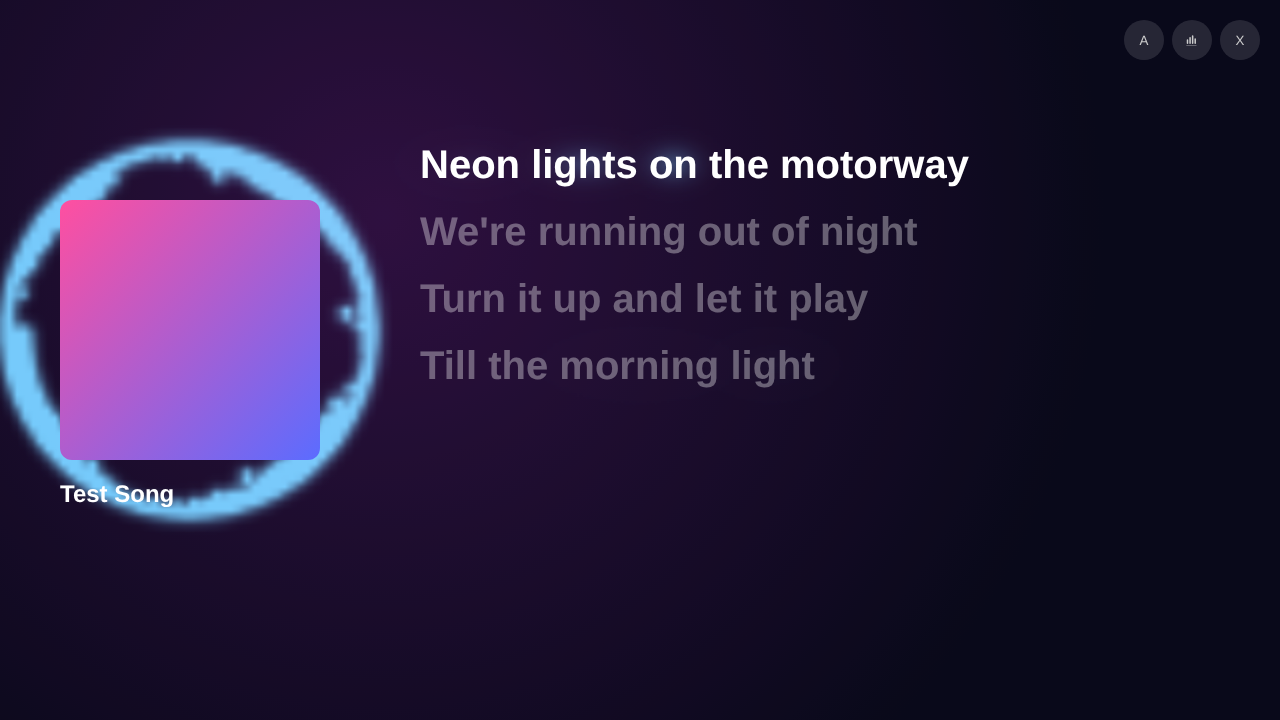 A X
Neon lights on the motorway
We're running out of night
Turn it up and let it play
Till the morning light
Test Song